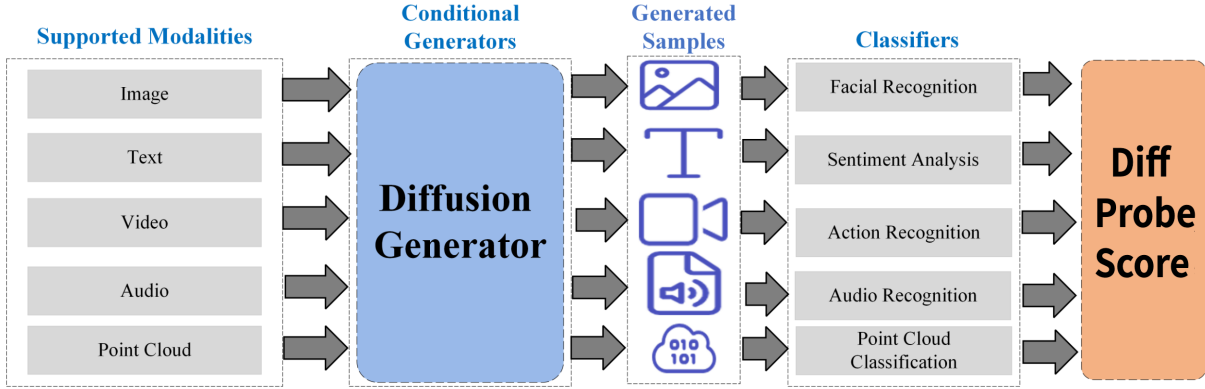 Supported Modalities
Conditional
Generators
Generated
Samples
Classifiers
Image
Text
Video
Audio
Point Cloud
Diffusion
Generator
010
101
Facial Recognition
Sentiment Analysis
Action Recognition
Audio Recognition
Point Cloud
Classification
Diff
Probe
Score